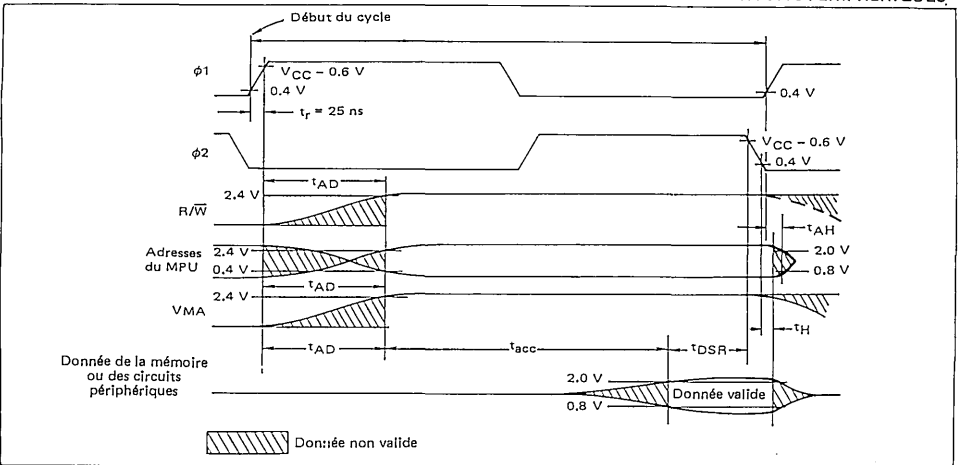 Début du cycle
ϕ1
VCC – 0.6 V
0.4 V
0.4 V
tr = 25 ns
ϕ2
VCC – 0.6 V
0.4 V
tAD
2.4 V
R/W̅
tAH
Adresses
du MPU
2.4 V
0.4 V
2.0 V
0.8 V
tAD
2.4 V
VMA
tH
tAD
tacc
tDSR
Donnée de la mémoire
ou des circuits
périphériques
2.0 V
0.8 V
Donnée valide
Donnée non valide